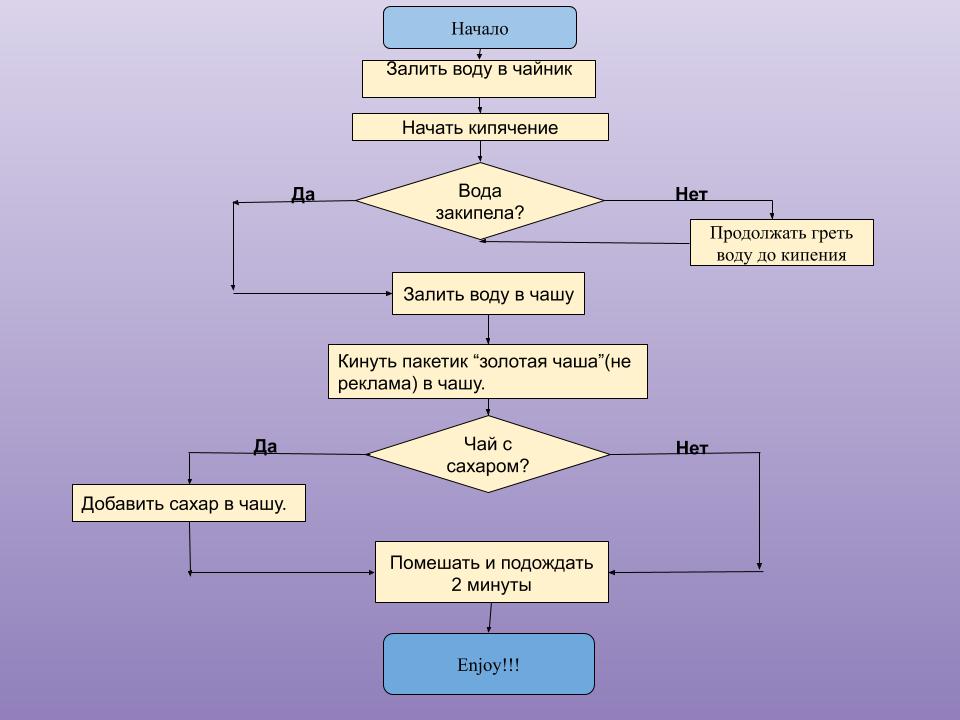 Начало
Залить воду в чайник
Начать кипячение
Вода
закипела?
Да
Нет
Продолжать греть
воду до кипения
Залить воду в чашу
Кинуть пакетик “золотая чаша”(не
реклама) в чашу.
Чай с
сахаром?
Да
Нет
Добавить сахар в чашу.
Помешать и подождать
2 минуты
Enjoy!!!